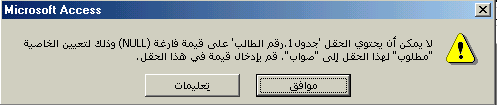 Microsoft Access
لا يمكن أن يحتوي الحقل 'جدول1.رقم الطالب' على قيمة فارغة (NULL) وذلك لتعيين الخاصية
"مطلوب" لهذا الحقل إلى "صواب". قم بإدخال قيمة في هذا الحقل.
موافق
تعليمات